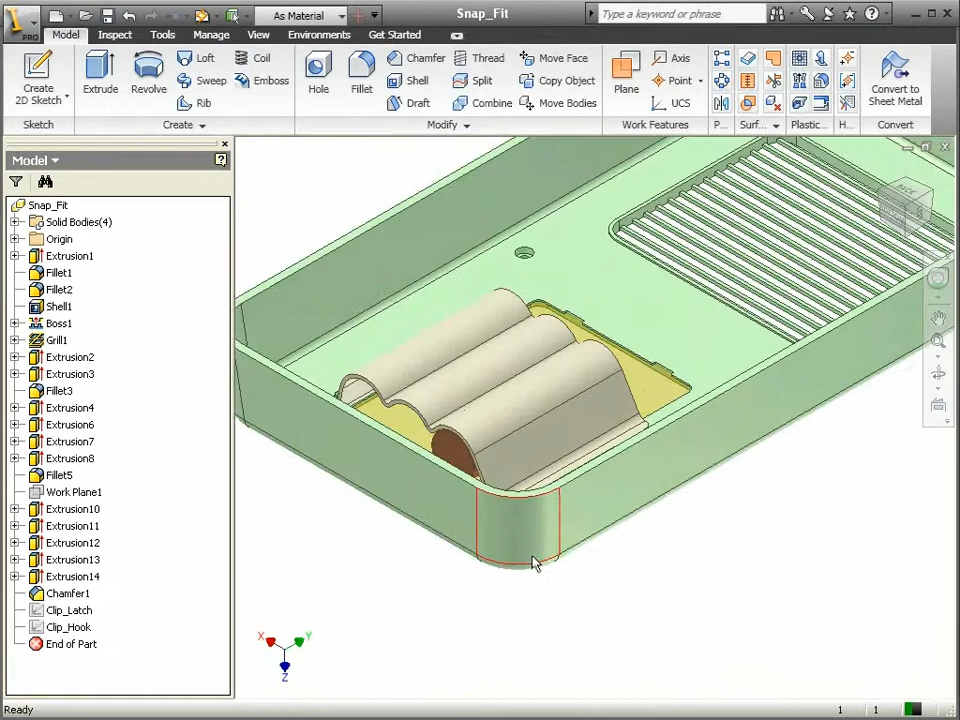 As Material
Snap_Fit
Type a keyword or phrase
PRO
Model Inspect Tools Manage View Environments Get Started
Create
2D Sketch
Extrude
Revolve
Loft
Sweep
Rib
Coil
Emboss
Hole
Fillet
Chamfer
Shell
Draft
Thread
Split
Combine
Move Face
Copy Object
Move Bodies
Plane
Axis
Point
UCS
Convert to
Sheet Metal
Sketch
Create
Modify
Work Features
P...
Surf...
Plastic...
H...
Convert
Model
Snap_Fit
Solid Bodies(4)
Origin
Extrusion1
Fillet1
Fillet2
Shell1
Boss1
Grill1
Extrusion2
Extrusion3
Fillet3
Extrusion4
Extrusion6
Extrusion7
Extrusion8
Fillet5
Work Plane1
Extrusion10
Extrusion11
Extrusion12
Extrusion13
Extrusion14
Chamfer1
Clip_Latch
Clip_Hook
End of Part
X
Y
Z
Ready
1 1